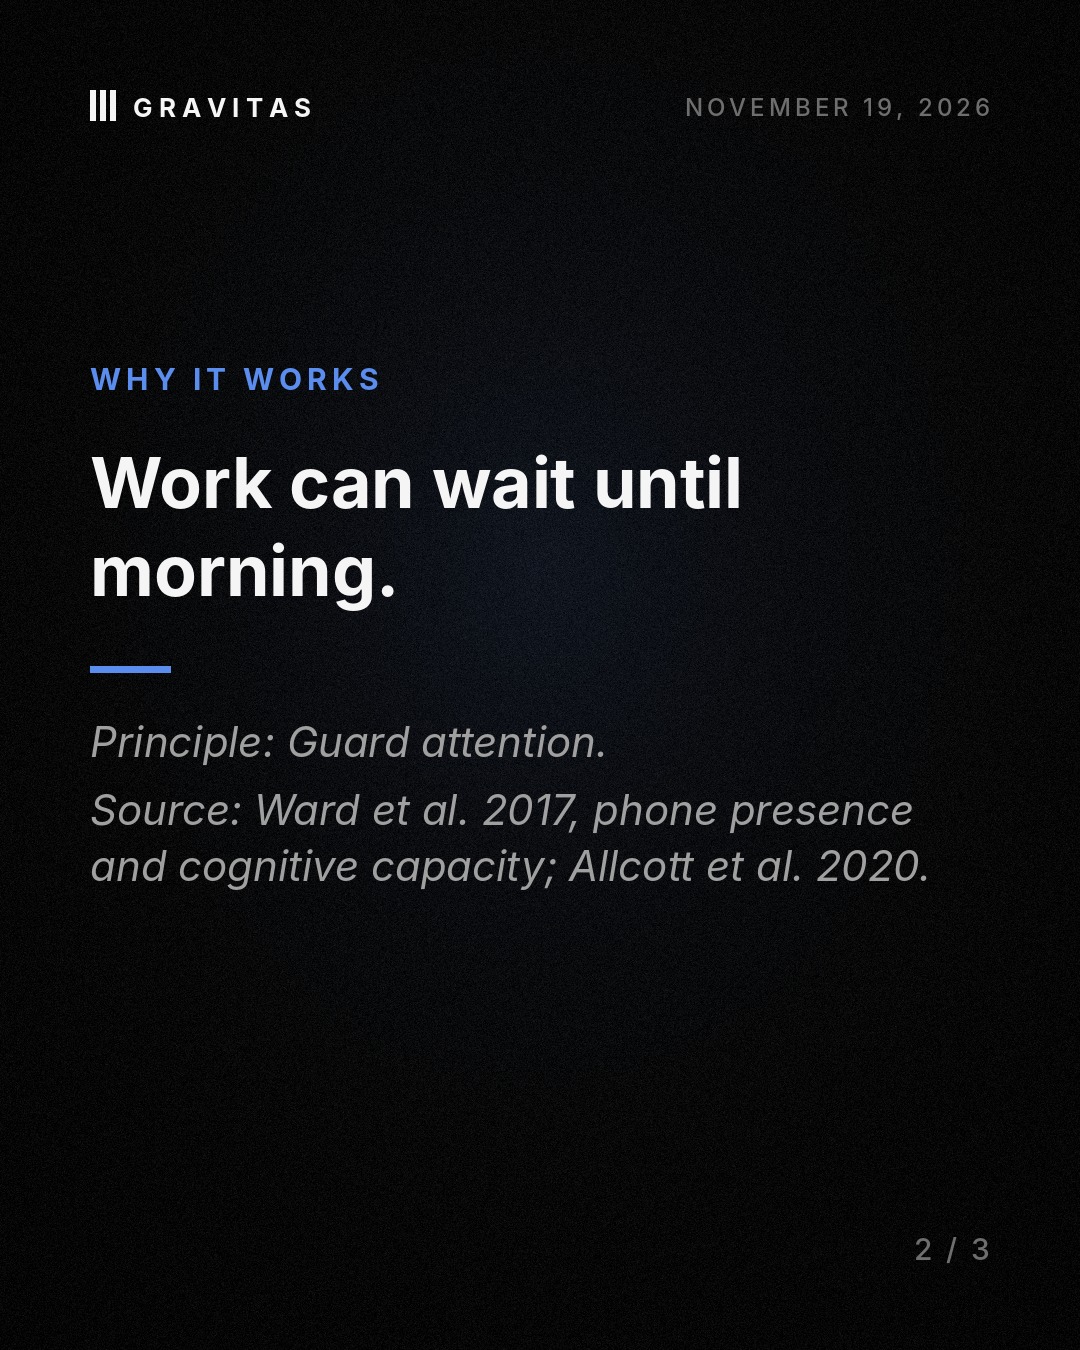 GRAVITAS
NOVEMBER 19, 2026
WHY IT WORKS
Work can wait until
morning.
Principle: Guard attention.
Source: Ward et al. 2017, phone presence
and cognitive capacity; Allcott et al. 2020.
2 / 3